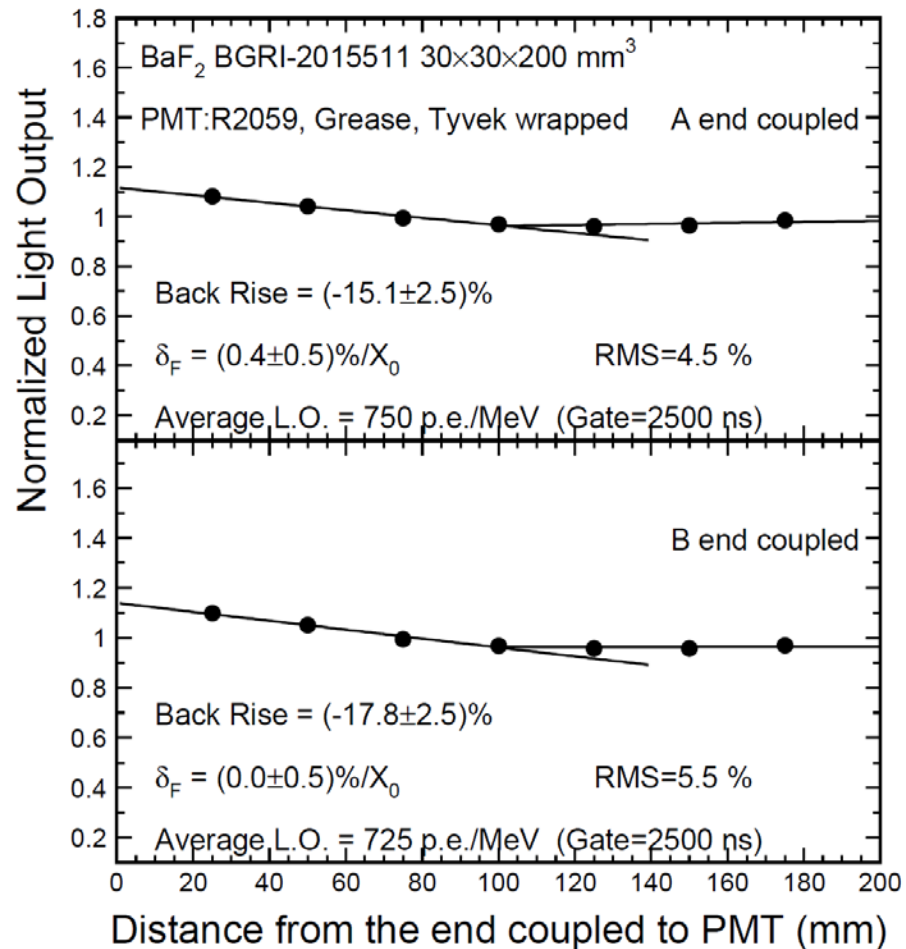 Normalized Light Output
1.8
1.6
1.4
1.2
1
0.8
0.6
0.4
0.2
BaF₂ BGRI-2015511 30×30×200 mm³
PMT:R2059, Grease, Tyvek wrapped A end coupled
Back Rise = (-15.1±2.5)%
δ_F = (0.4±0.5)%/X₀ RMS=4.5 %
Average L.O. = 750 p.e./MeV (Gate=2500 ns)
1.6
1.4
1.2
1
0.8
0.6
0.4
0.2
B end coupled
Back Rise = (-17.8±2.5)%
δ_F = (0.0±0.5)%/X₀ RMS=5.5 %
Average L.O. = 725 p.e./MeV (Gate=2500 ns)
0 20 40 60 80 100 120 140 160 180 200
Distance from the end coupled to PMT (mm)